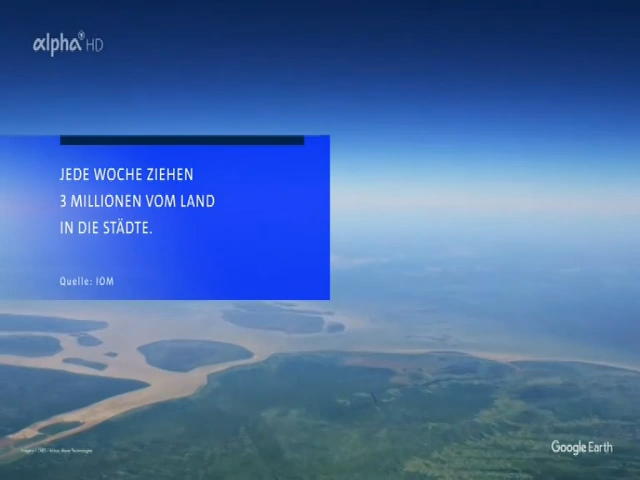 alpha HD
JEDE WOCHE ZIEHEN
3 MILLIONEN VOM LAND
IN DIE STÄDTE.
Quelle: IOM
Google Earth